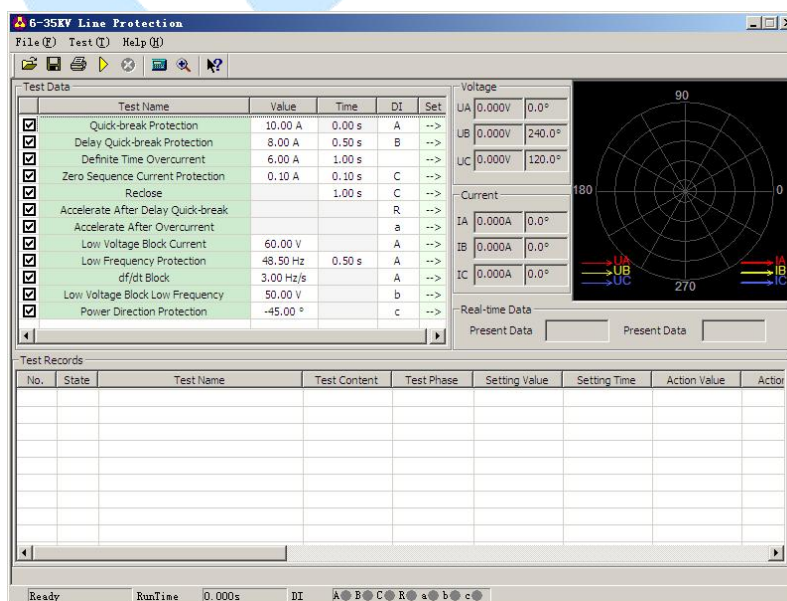 6-35KV Line Protection
File(F) Test(T) Help(H)
Test Data
Test Name Value Time DI Set
Quick-break Protection 10.00 A 0.00 s A -->
Delay Quick-break Protection 8.00 A 0.50 s B -->
Definite Time Overcurrent 6.00 A 1.00 s -->
Zero Sequence Current Protection 0.10 A 0.10 s C -->
Reclose 1.00 s C -->
Accelerate After Delay Quick-break R -->
Accelerate After Overcurrent a -->
Low Voltage Block Current 60.00 V A -->
Low Frequency Protection 48.50 Hz 0.50 s A -->
df/dt Block 3.00 Hz/s A -->
Low Voltage Block Low Frequency 50.00 V b -->
Power Direction Protection -45.00 ° c -->
Voltage
UA 0.000V 0.0°
UB 0.000V 240.0°
UC 0.000V 120.0°
Current
IA 0.000A 0.0°
IB 0.000A 0.0°
IC 0.000A 0.0°
90
180 0
270
UA IA
UB IB
UC IC
Real-time Data
Present Data Present Data
Test Records
No. State Test Name Test Content Test Phase Setting Value Setting Time Action Value Action
Ready RunTime 0.000s DI A B C R a b c